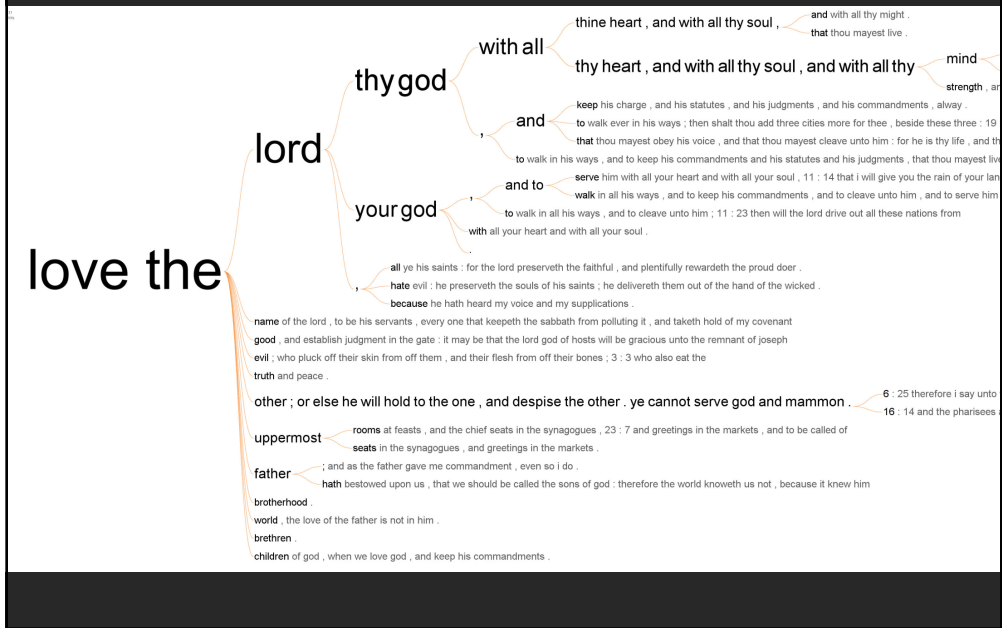 love the
lord
thy god
with all
thine heart , and with all thy soul ,
and with all thy might .
that thou mayest live .
thy heart , and with all thy soul , and with all thy
mind
strength , an
,
and
keep his charge , and his statutes , and his judgments , and his commandments , alway .
to walk ever in his ways ; then shalt thou add three cities more for thee , beside these three : 19
that thou mayest obey his voice , and that thou mayest cleave unto him : for he is thy life , and th
to walk in his ways , and to keep his commandments and his statutes and his judgments , that thou mayest live
your god
,
and to
serve him with all your heart and with all your soul , 11 : 14 that i will give you the rain of your lan
walk in all his ways , and to keep his commandments , and to cleave unto him , and to serve him
to walk in all his ways , and to cleave unto him ; 11 : 23 then will the lord drive out all these nations from
with all your heart and with all your soul .
.
,
all ye his saints : for the lord preserveth the faithful , and plentifully rewardeth the proud doer .
hate evil : he preserveth the souls of his saints ; he delivereth them out of the hand of the wicked .
because he hath heard my voice and my supplications .
name of the lord , to be his servants , every one that keepeth the sabbath from polluting it , and taketh hold of my covenant
good , and establish judgment in the gate : it may be that the lord god of hosts will be gracious unto the remnant of joseph
evil ; who pluck off their skin from off them , and their flesh from off their bones ; 3 : 3 who also eat the
truth and peace .
other ; or else he will hold to the one , and despise the other . ye cannot serve god and mammon .
6 : 25 therefore i say unto
16 : 14 and the pharisees
uppermost
rooms at feasts , and the chief seats in the synagogues , 23 : 7 and greetings in the markets , and to be called of
seats in the synagogues , and greetings in the markets .
father
; and as the father gave me commandment , even so i do .
hath bestowed upon us , that we should be called the sons of god : therefore the world knoweth us not , because it knew him
brotherhood .
world , the love of the father is not in him .
brethren .
children of god , when we love god , and keep his commandments .